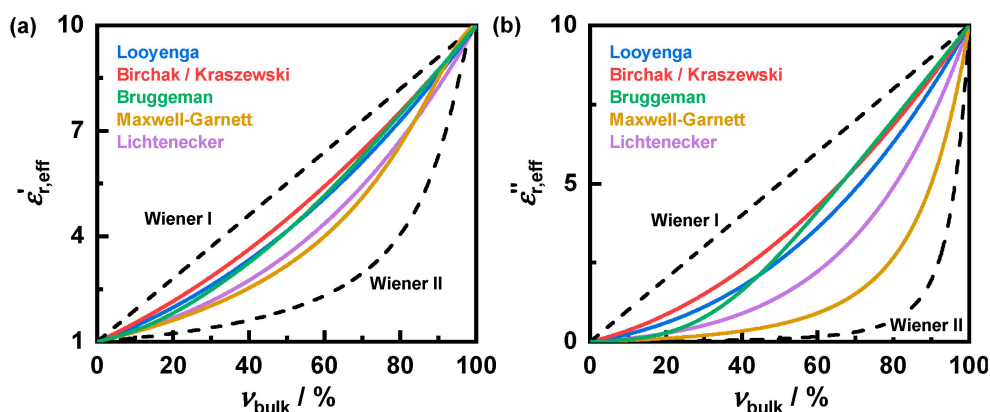 (a)
10
7
4
1
ε'r,eff
Looyenga
Birchak / Kraszewski
Bruggeman
Maxwell-Garnett
Lichtenecker
Wiener I
Wiener II
0 20 40 60 80 100
νbulk / %
(b)
10
5
0
ε''r,eff
Looyenga
Birchak / Kraszewski
Bruggeman
Maxwell-Garnett
Lichtenecker
Wiener I
Wiener II
0 20 40 60 80 100
νbulk / %